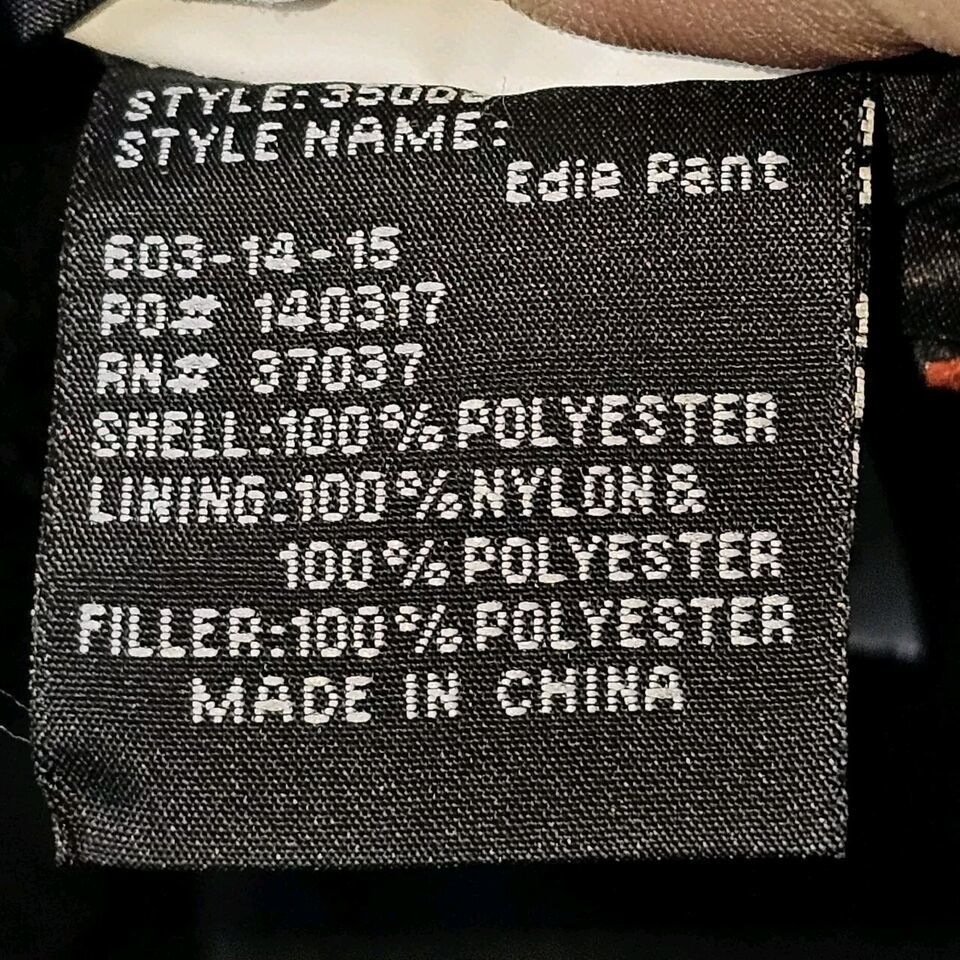 STYLE:
STYLE NAME:
Edie Pant
603-14-15
PO# 140317
RN# 37037
SHELL:100%POLYESTER
LINING:100%NYLON&
100%POLYESTER
FILLER:100%POLYESTER
MADE IN CHINA